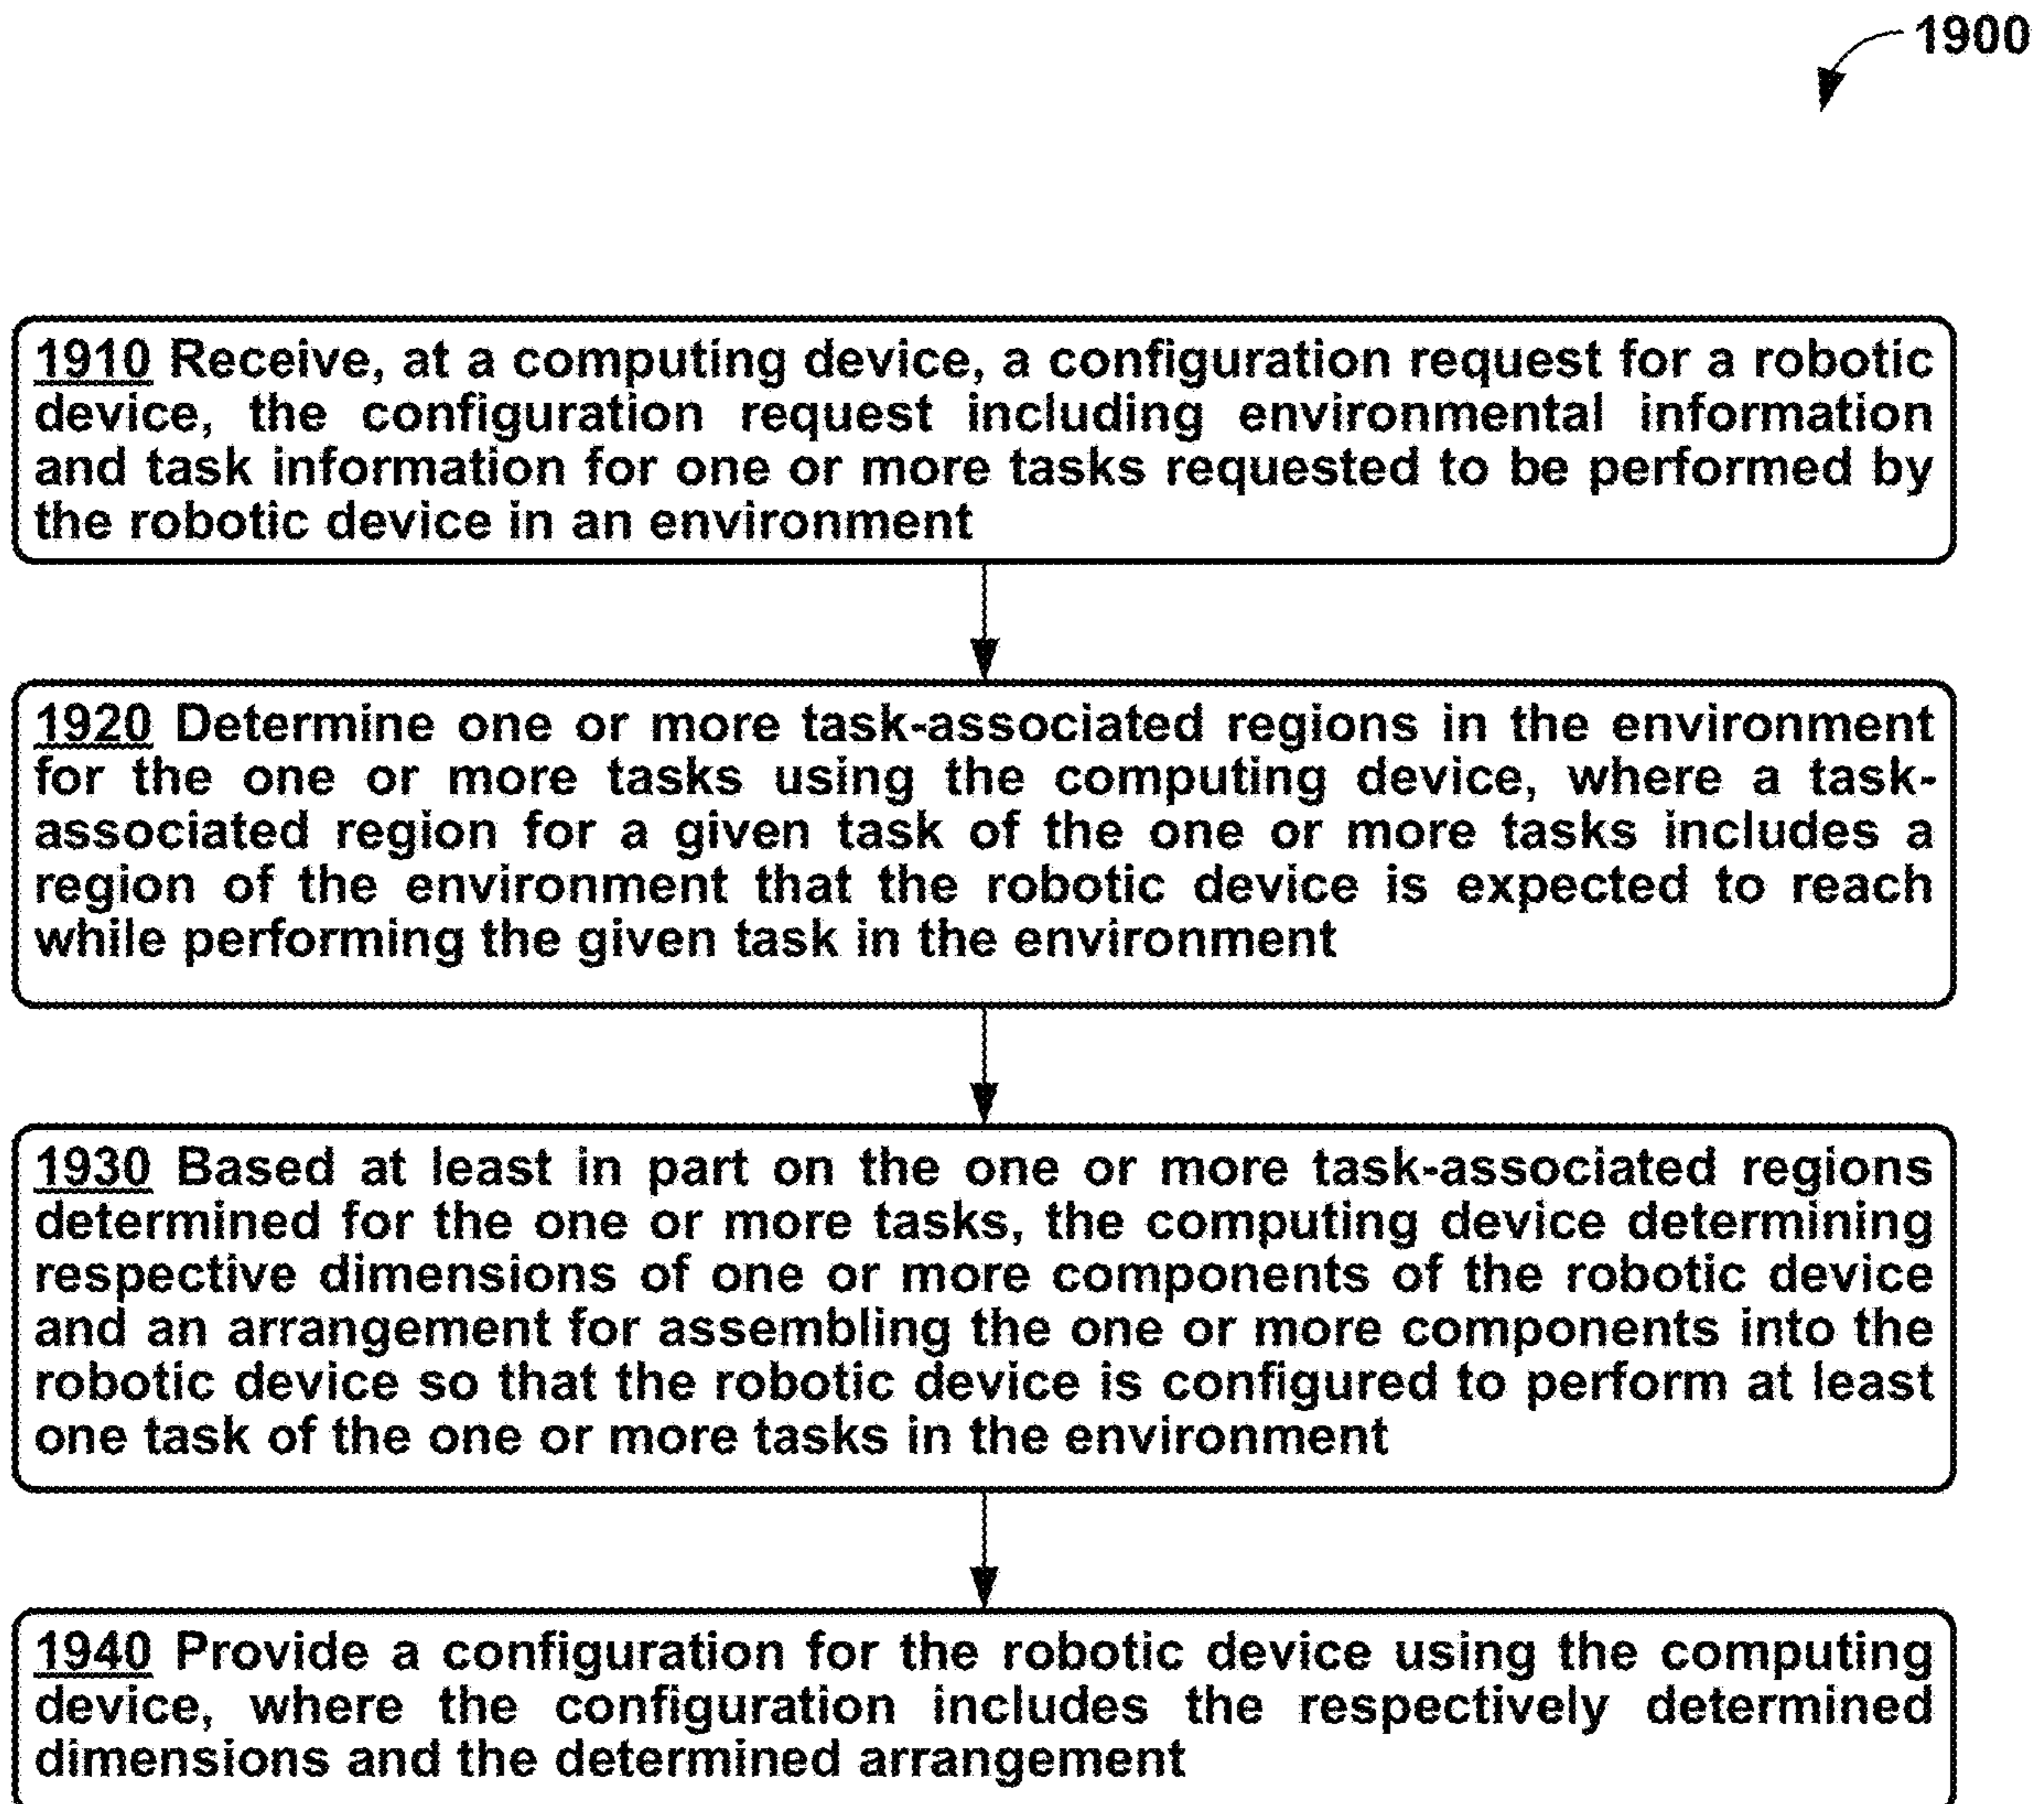 1900
1910 Receive, at a computing device, a configuration request for a robotic
device, the configuration request including environmental information
and task information for one or more tasks requested to be performed by
the robotic device in an environment
1920 Determine one or more task-associated regions in the environment
for the one or more tasks using the computing device, where a task-
associated region for a given task of the one or more tasks includes a
region of the environment that the robotic device is expected to reach
while performing the given task in the environment
1930 Based at least in part on the one or more task-associated regions
determined for the one or more tasks, the computing device determining
respective dimensions of one or more components of the robotic device
and an arrangement for assembling the one or more components into the
robotic device so that the robotic device is configured to perform at least
one task of the one or more tasks in the environment
1940 Provide a configuration for the robotic device using the computing
device, where the configuration includes the respectively determined
dimensions and the determined arrangement